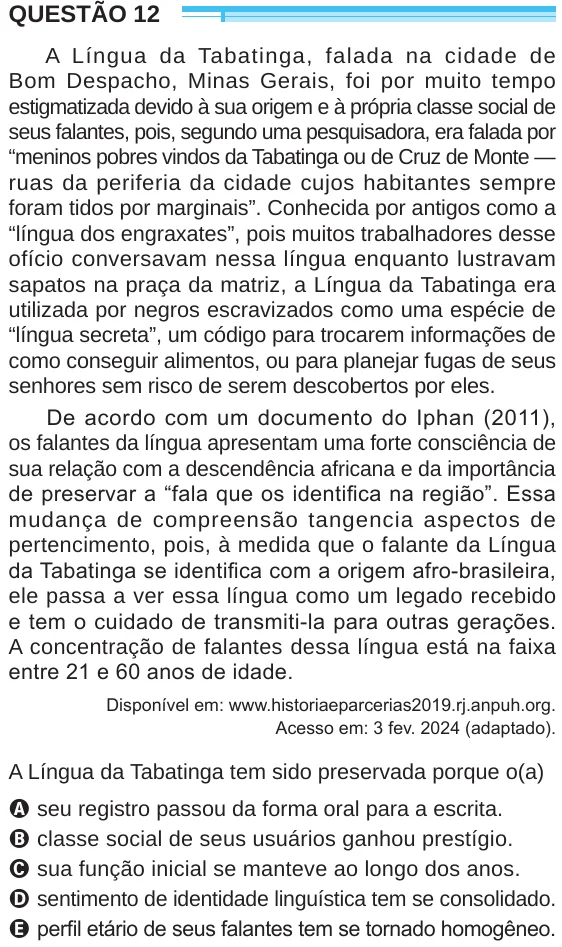 QUESTÃO 12
A Língua da Tabatinga, falada na cidade de
Bom Despacho, Minas Gerais, foi por muito tempo
estigmatizada devido à sua origem e à própria classe social de
seus falantes, pois, segundo uma pesquisadora, era falada por
“meninos pobres vindos da Tabatinga ou de Cruz de Monte —
ruas da periferia da cidade cujos habitantes sempre
foram tidos por marginais”. Conhecida por antigos como a
“língua dos engraxates”, pois muitos trabalhadores desse
ofício conversavam nessa língua enquanto lustravam
sapatos na praça da matriz, a Língua da Tabatinga era
utilizada por negros escravizados como uma espécie de
“língua secreta”, um código para trocarem informações de
como conseguir alimentos, ou para planejar fugas de seus
senhores sem risco de serem descobertos por eles.
De acordo com um documento do Iphan (2011),
os falantes da língua apresentam uma forte consciência de
sua relação com a descendência africana e da importância
de preservar a “fala que os identifica na região”. Essa
mudança de compreensão tangencia aspectos de
pertencimento, pois, à medida que o falante da Língua
da Tabatinga se identifica com a origem afro-brasileira,
ele passa a ver essa língua como um legado recebido
e tem o cuidado de transmiti-la para outras gerações.
A concentração de falantes dessa língua está na faixa
entre 21 e 60 anos de idade.
Disponível em: www.historiaeparcerias2019.rj.anpuh.org.
Acesso em: 3 fev. 2024 (adaptado).
A Língua da Tabatinga tem sido preservada porque o(a)
A seu registro passou da forma oral para a escrita.
B classe social de seus usuários ganhou prestígio.
C sua função inicial se manteve ao longo dos anos.
D sentimento de identidade linguística tem se consolidado.
E perfil etário de seus falantes tem se tornado homogêneo.